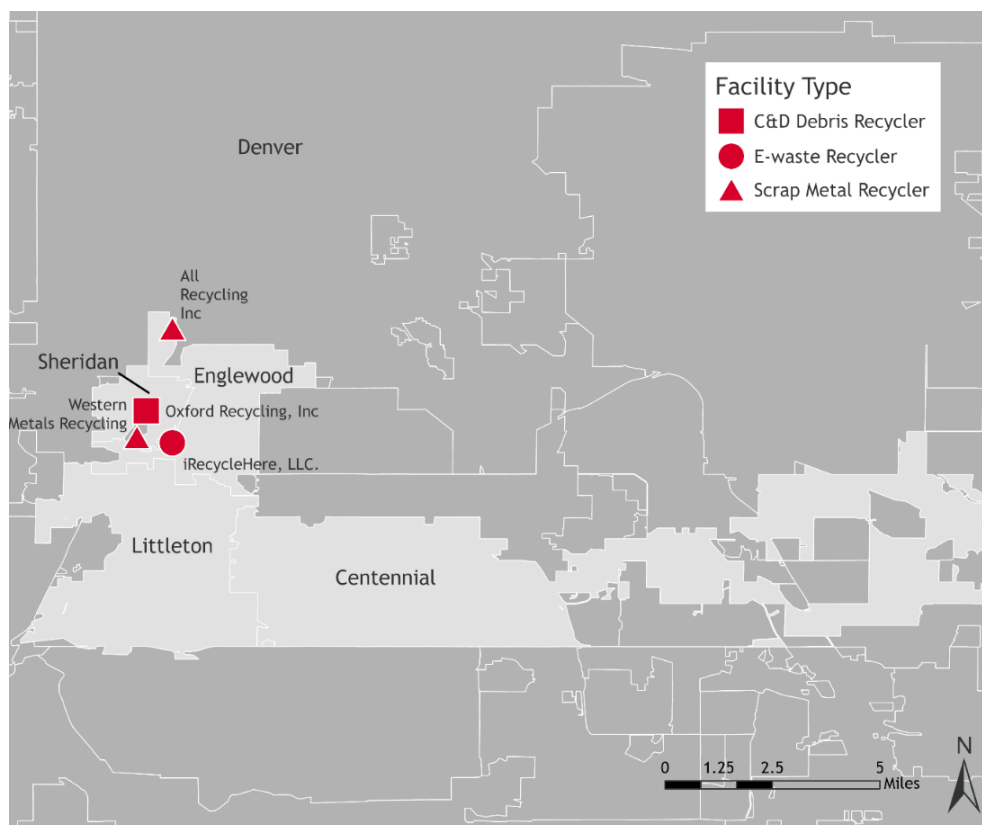 Facility Type
C&D Debris Recycler
E-waste Recycler
Scrap Metal Recycler
Denver
All
Recycling
Inc
Sheridan
Englewood
Western
Metals Recycling
Oxford Recycling, Inc
iRecycleHere, LLC.
Littleton
Centennial
N
0 1.25 2.5 5
Miles